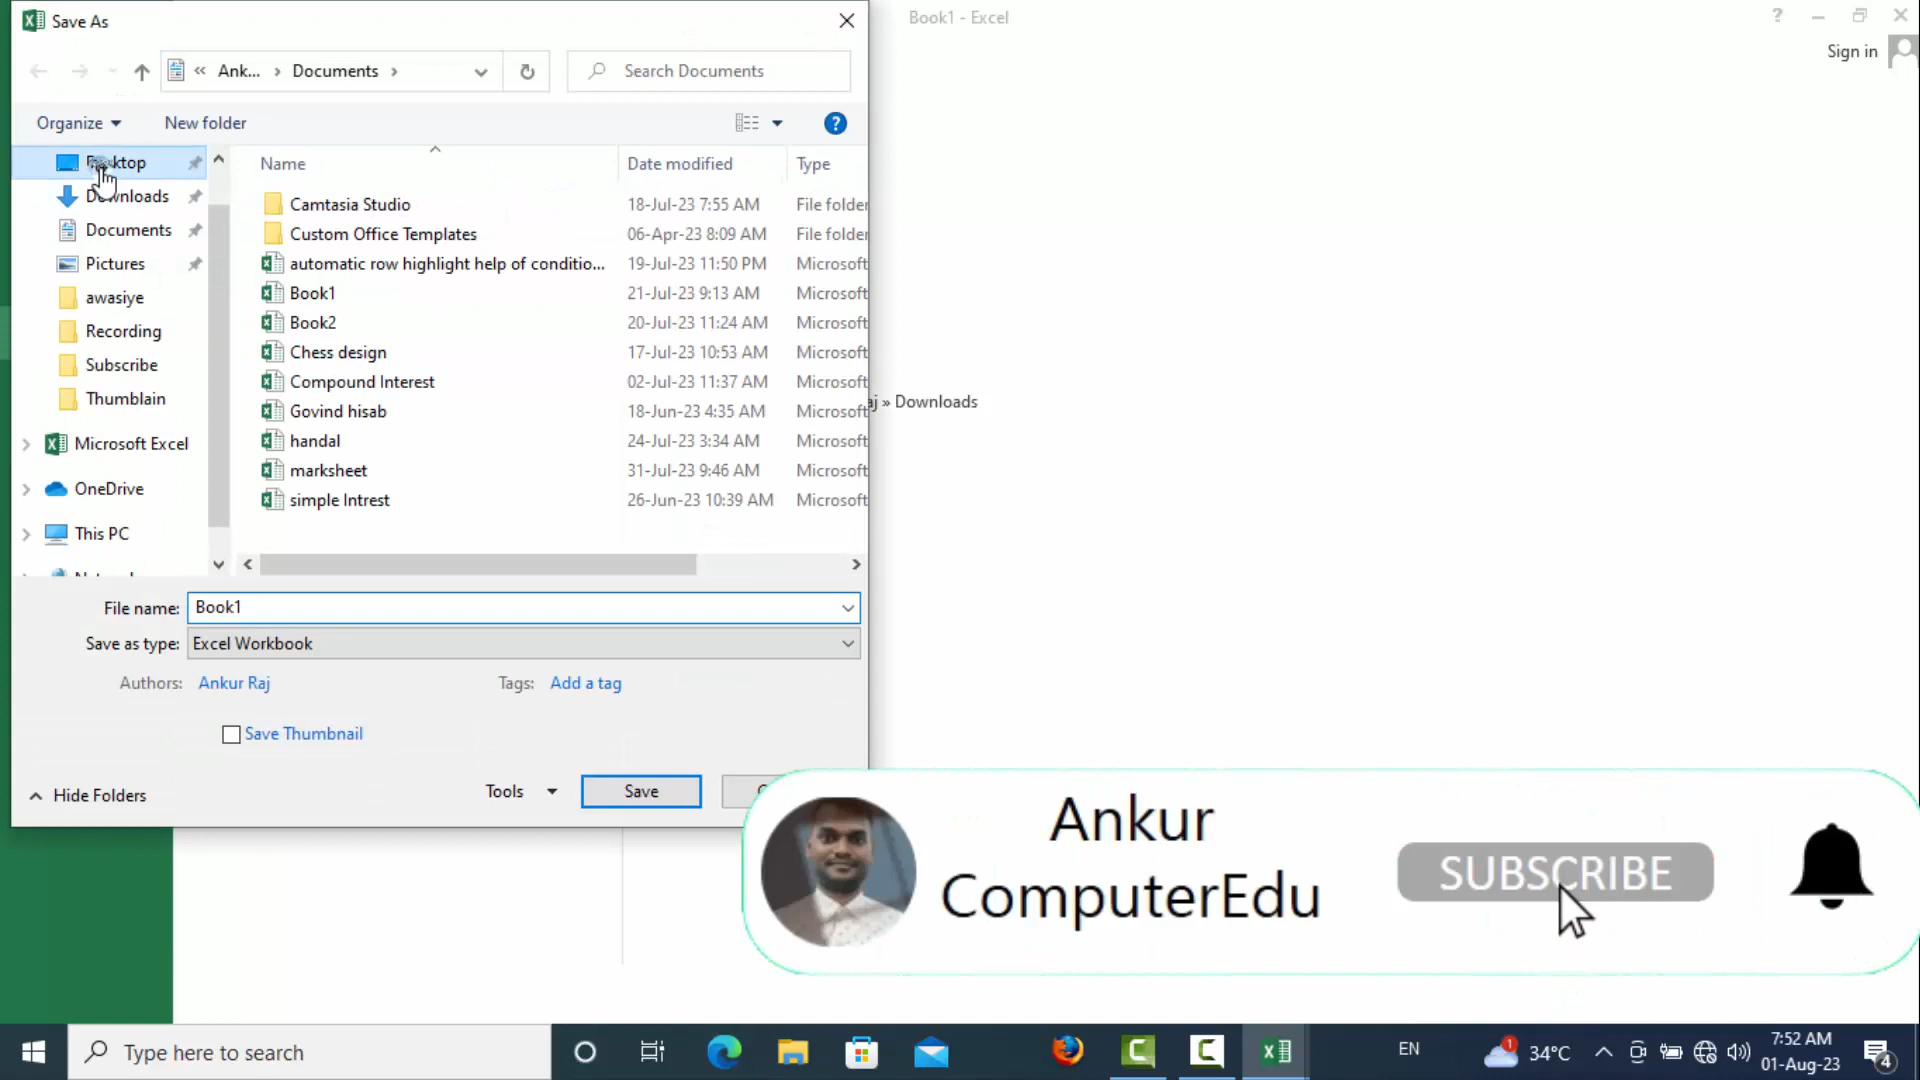 Save As
Book1 - Excel
?
Sign in
« Ank... › Documents ›
Search Documents
Organize
New folder
?
Desktop
Downloads
Documents
Pictures
awasiye
Recording
Subscribe
Thumblain
Microsoft Excel
OneDrive
This PC
Name Date modified Type
Camtasia Studio 18-Jul-23 7:55 AM File folder
Custom Office Templates 06-Apr-23 8:09 AM File folder
automatic row highlight help of conditio... 19-Jul-23 11:50 PM Microsoft
Book1 21-Jul-23 9:13 AM Microsoft
Book2 20-Jul-23 11:24 AM Microsoft
Chess design 17-Jul-23 10:53 AM Microsoft
Compound Interest 02-Jul-23 11:37 AM Microsoft
Govind hisab 18-Jun-23 4:35 AM Microsoft
handal 24-Jul-23 3:34 AM Microsoft
marksheet 31-Jul-23 9:46 AM Microsoft
simple Intrest 26-Jun-23 10:39 AM Microsoft
aj » Downloads
File name: Book1
Save as type: Excel Workbook
Authors: Ankur Raj Tags: Add a tag
Save Thumbnail
Hide Folders
Tools
Save
Ankur
ComputerEdu
SUBSCRIBE
Type here to search
EN
1
34°C
7:52 AM
01-Aug-23
4